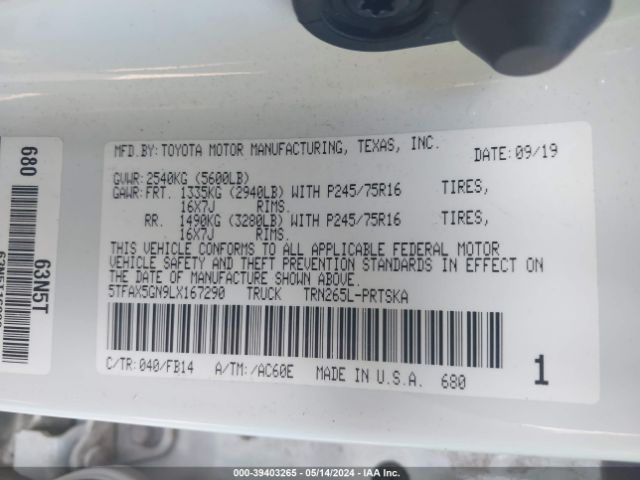 MFD.BY:TOYOTA MOTOR MANUFACTURING, TEXAS, INC. DATE:09/19
GVWR:2540KG (5600LB)
GAWR:FRT. 1335KG (2940LB) WITH P245/75R16 TIRES,
16X7J RIMS.
RR. 1490KG (3280LB) WITH P245/75R16 TIRES,
16X7J RIMS.
THIS VEHICLE CONFORMS TO ALL APPLICABLE FEDERAL MOTOR
VEHICLE SAFETY AND THEFT PREVENTION STANDARDS IN EFFECT ON
THE DATE OF MANUFACTURE SHOWN ABOVE.
5TFAX5GN9LX167290 TRUCK TRN265L-PRTSKA
C/TR:040/FB14 A/TM:/AC60E MADE IN U.S.A. 680
1
680
63N5T
000-39403265 - 05/14/2024 - IAA Inc.